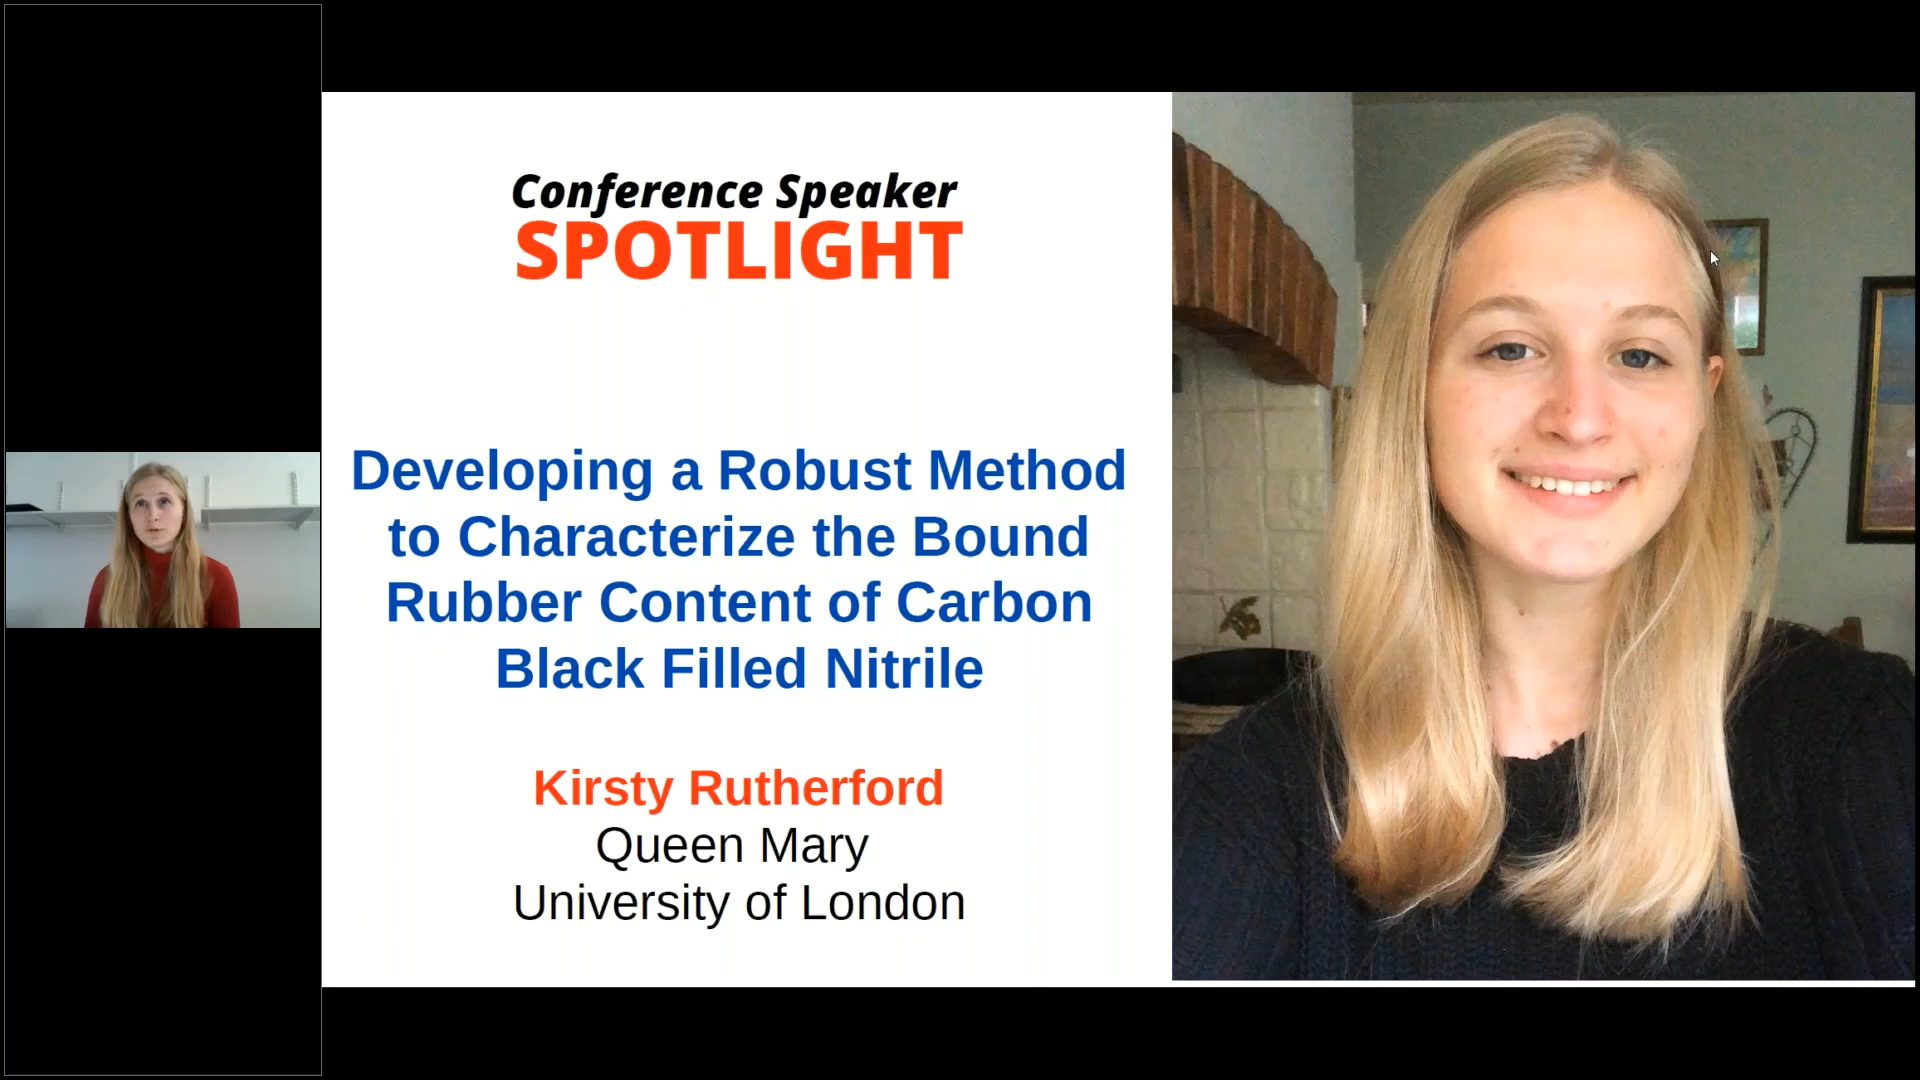 Conference Speaker
SPOTLIGHT
Developing a Robust Method
to Characterize the Bound
Rubber Content of Carbon
Black Filled Nitrile
Kirsty Rutherford
Queen Mary
University of London